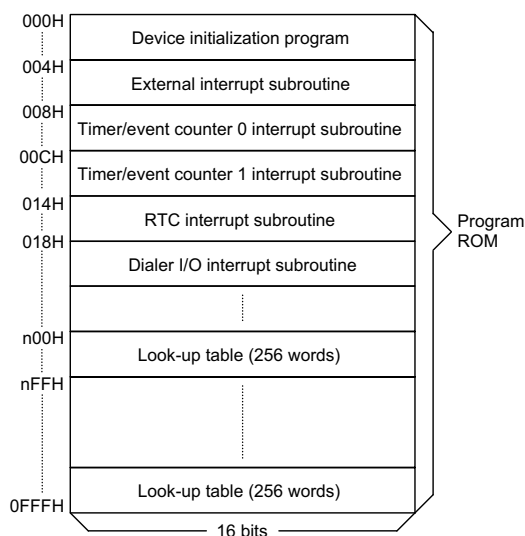 000H
Device initialization program
004H
External interrupt subroutine
008H
Timer/event counter 0 interrupt subroutine
00CH
Timer/event counter 1 interrupt subroutine
014H
RTC interrupt subroutine
018H
Dialer I/O interrupt subroutine
Program
ROM
n00H
Look-up table (256 words)
nFFH
Look-up table (256 words)
0FFFH
16 bits